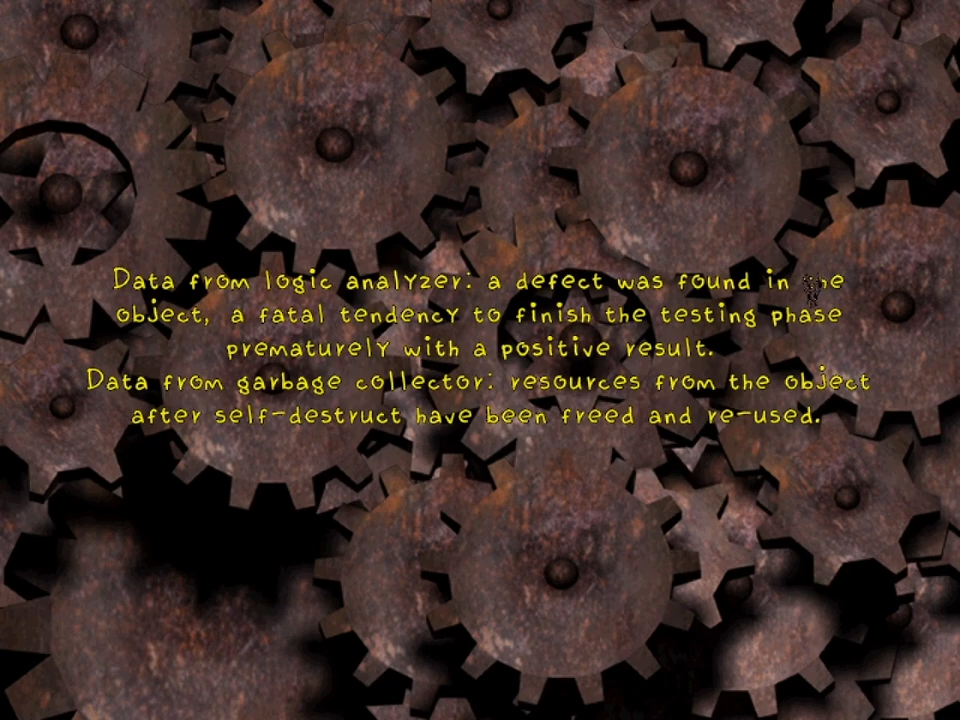 Data from logic analyzer: a defect was found in the
object, a fatal tendency to finish the testing phase
prematurely with a positive result.
Data from garbage collector: resources from the object
after self-destruct have been freed and re-used.